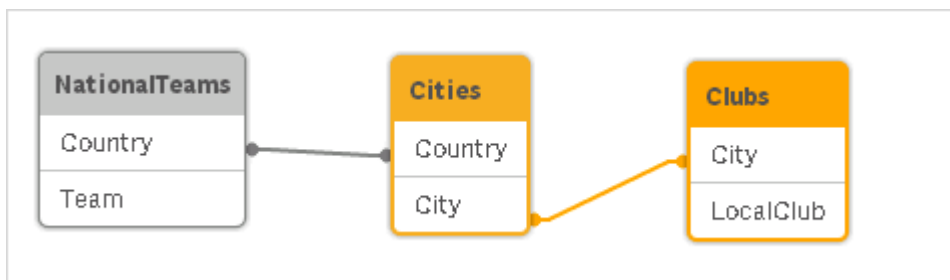 NationalTeams
Country
Team
Cities
Country
City
Clubs
City
LocalClub